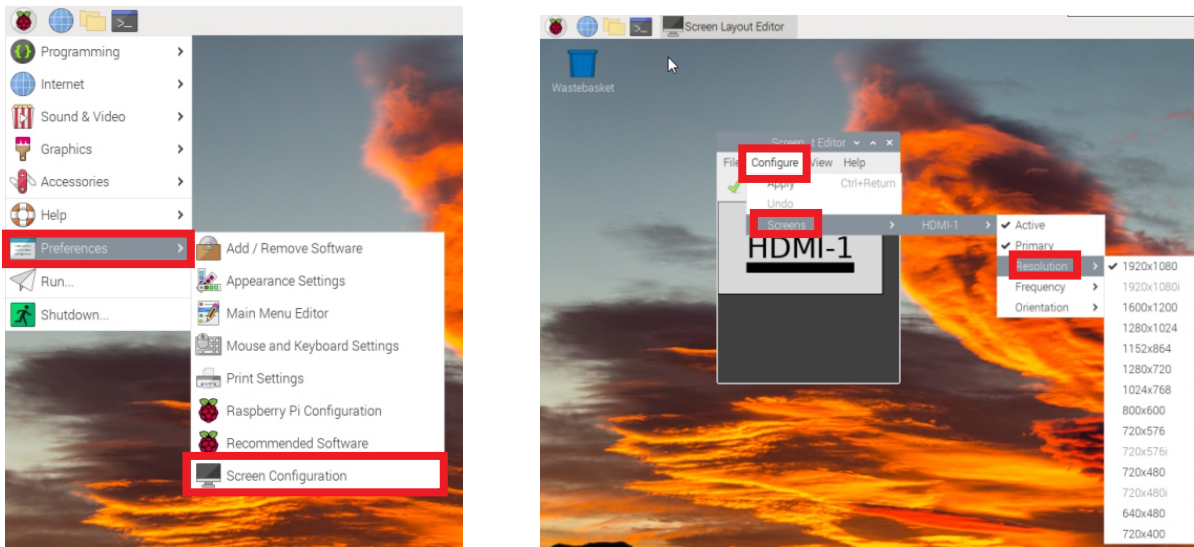 Programming
Internet
Sound & Video
Graphics
Accessories
Help
Preferences
Run...
Shutdown...
Add / Remove Software
Appearance Settings
Main Menu Editor
Mouse and Keyboard Settings
Print Settings
Raspberry Pi Configuration
Recommended Software
Screen Configuration
Screen Layout Editor
Wastebasket
Screen t Editor
File Configure View Help
Apply Ctrl+Return
Undo
Screens HDMI-1
HDMI-1
Active
Primary
Resolution
Frequency
Orientation
1920x1080
1920x1080i
1600x1200
1280x1024
1152x864
1280x720
1024x768
800x600
720x576
720x576i
720x480
720x480i
640x480
720x400